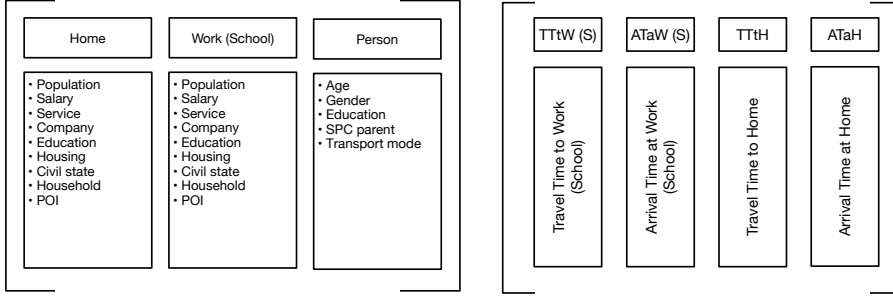 Home
Work (School)
Person
• Population
• Salary
• Service
• Company
• Education
• Housing
• Civil state
• Household
• POI
• Population
• Salary
• Service
• Company
• Education
• Housing
• Civil state
• Household
• POI
• Age
• Gender
• Education
• SPC parent
• Transport mode
TTtW (S)
ATaW (S)
TTtH
ATaH
Travel Time to Work
(School)
Arrival Time at Work
(School)
Travel Time to Home
Arrival Time at Home